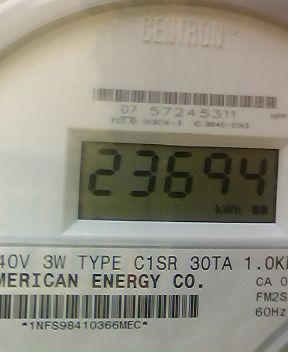 CENTRON®
07 57245311
23694
kWh
40V 3W TYPE C1SR 30TA 1.0K
MERICAN ENERGY CO.
CA 0
FM2S
60Hz
*1NFS98410366MEC*